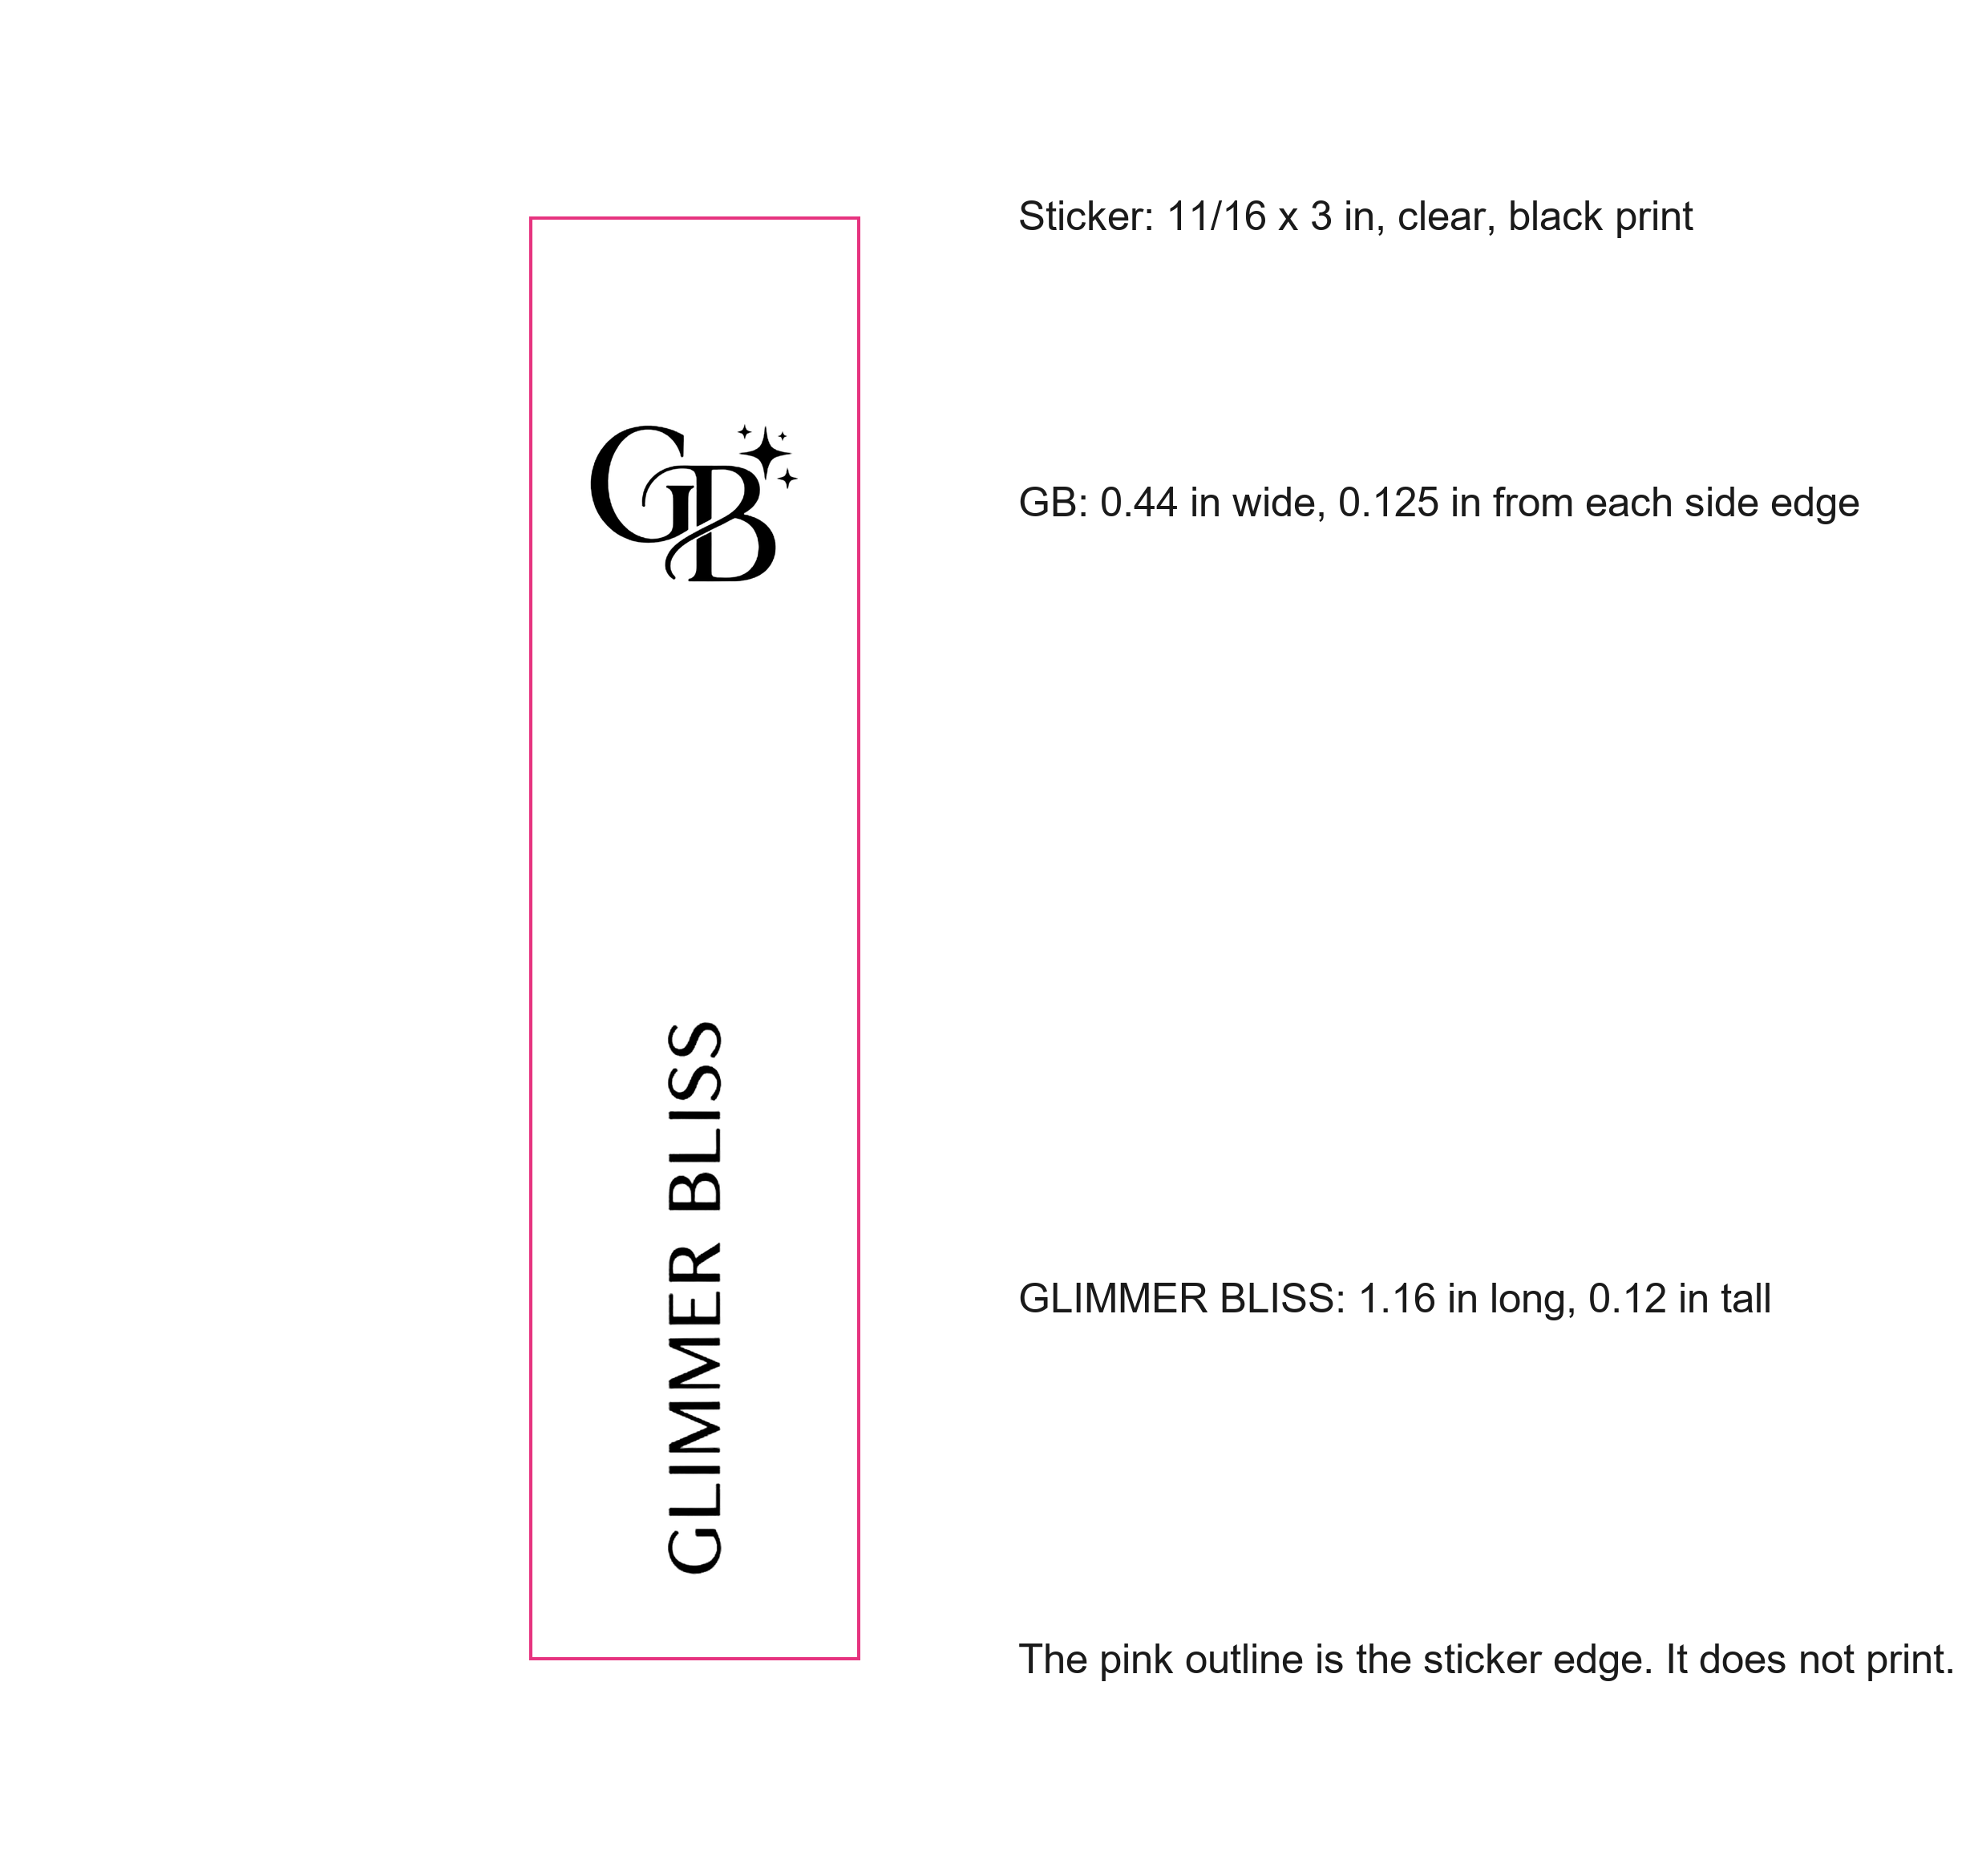 Sticker: 11/16 x 3 in, clear, black print
GB
GB: 0.44 in wide, 0.125 in from each side edge
GLIMMER BLISS
GLIMMER BLISS: 1.16 in long, 0.12 in tall
The pink outline is the sticker edge. It does not print.